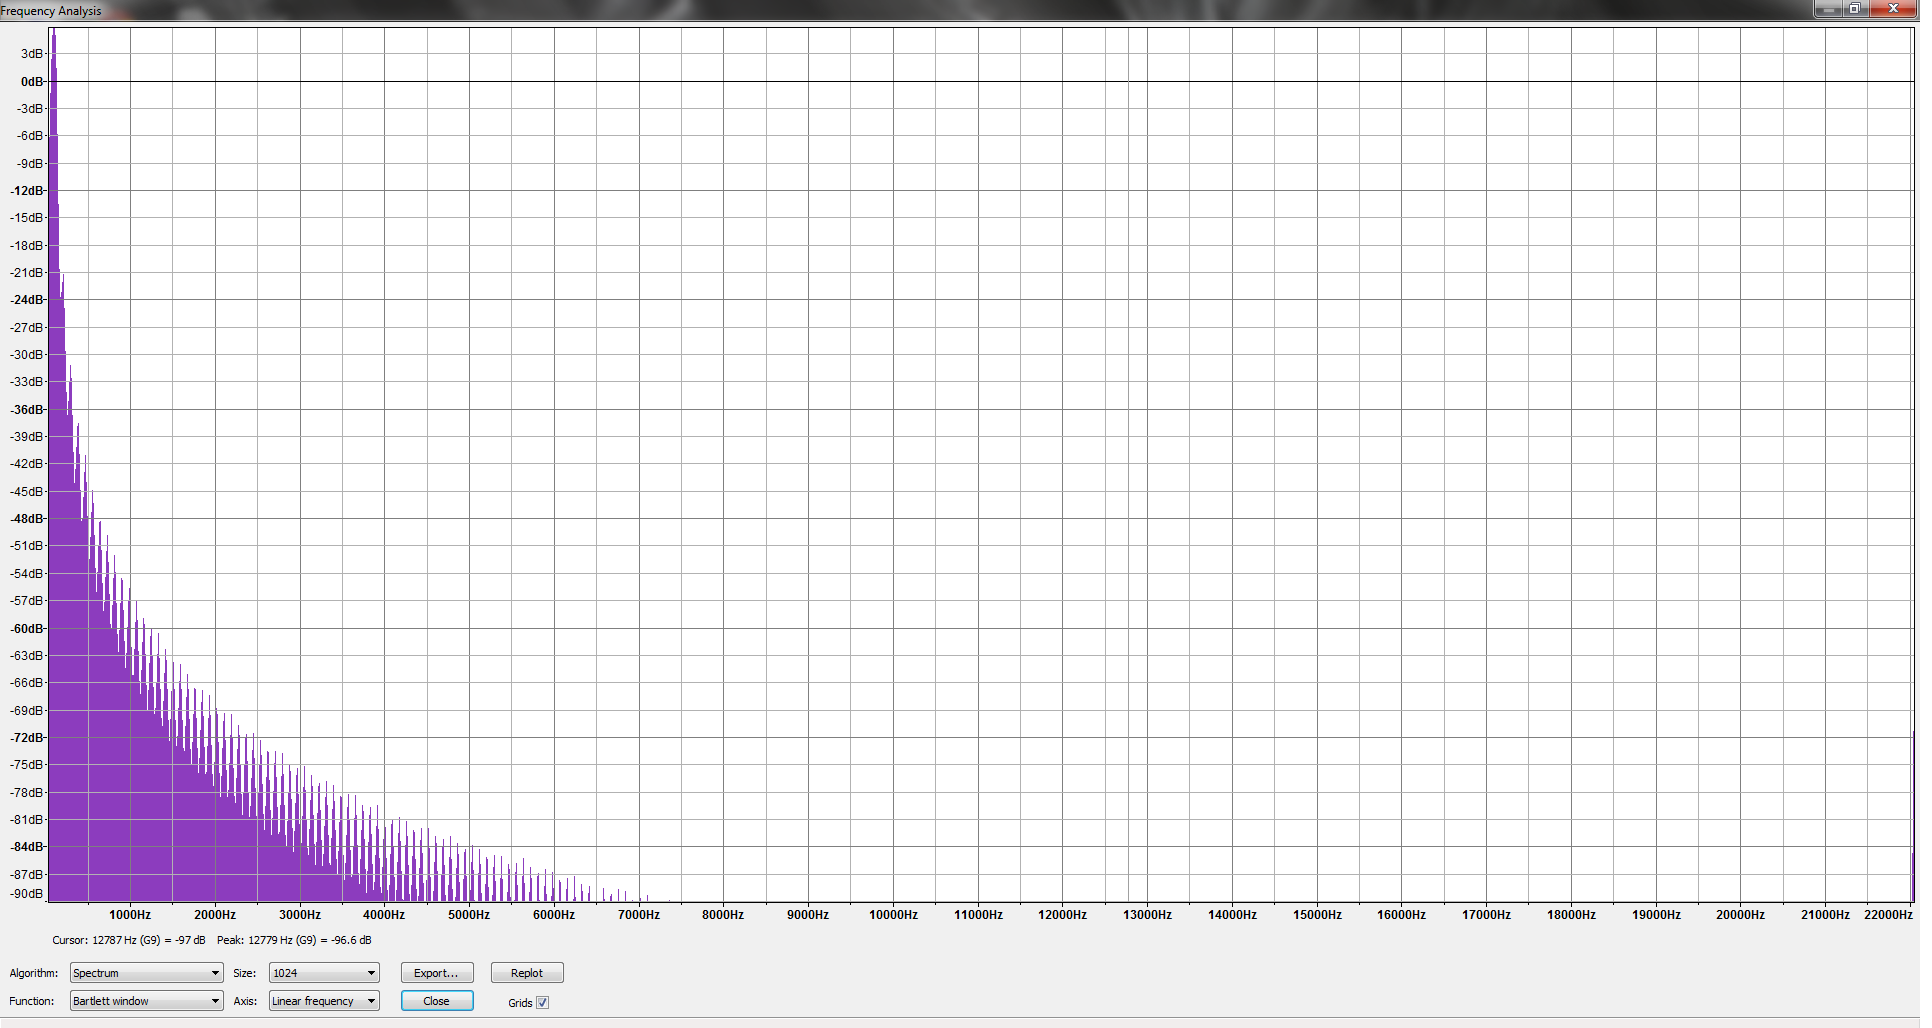 Frequency Analysis
3dB
0dB
-3dB
-6dB
-9dB
-12dB
-15dB
-18dB
-21dB
-24dB
-27dB
-30dB
-33dB
-36dB
-39dB
-42dB
-45dB
-48dB
-51dB
-54dB
-57dB
-60dB
-63dB
-66dB
-69dB
-72dB
-75dB
-78dB
-81dB
-84dB
-87dB
-90dB
1000Hz 2000Hz 3000Hz 4000Hz 5000Hz 6000Hz 7000Hz 8000Hz 9000Hz 10000Hz 11000Hz 12000Hz 13000Hz 14000Hz 15000Hz 16000Hz 17000Hz 18000Hz 19000Hz 20000Hz 21000Hz 22000Hz
Cursor: 12787 Hz (G9) = -97 dB Peak: 12779 Hz (G9) = -96.6 dB
Algorithm: Spectrum Size: 1024 Export... Replot
Function: Bartlett window Axis: Linear frequency Close Grids